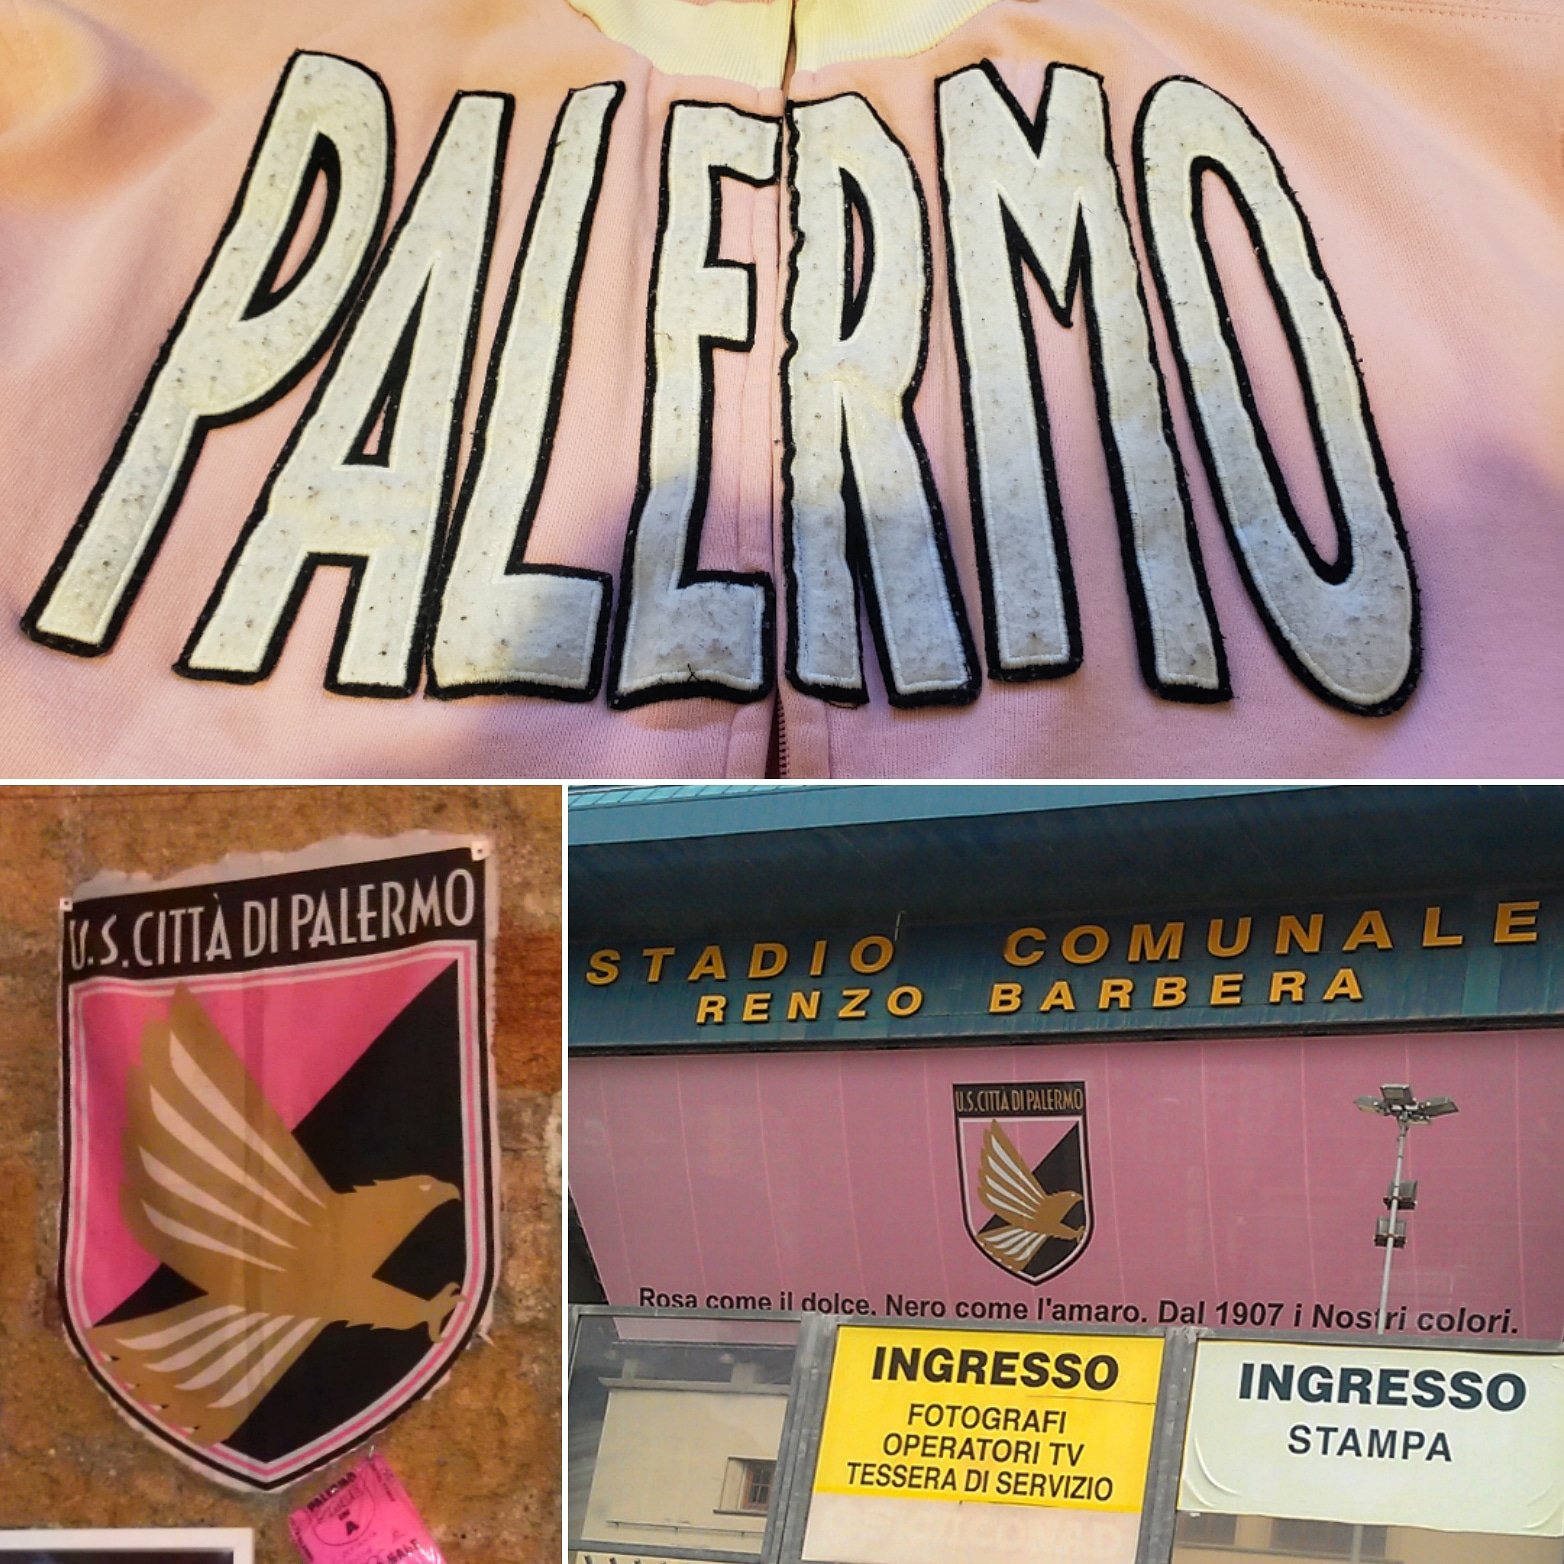 PALERMO
U.S. CITTÀ DI PALERMO
PALERMO
STADIO COMUNALE
RENZO BARBERA
U.S. CITTÀ DI PALERMO
Rosa come il dolce. Nero come l'amaro. Dal 1907 i Nostri colori.
INGRESSO
FOTOGRAFI
OPERATORI TV
TESSERA DI SERVIZIO
INGRESSO
STAMPA